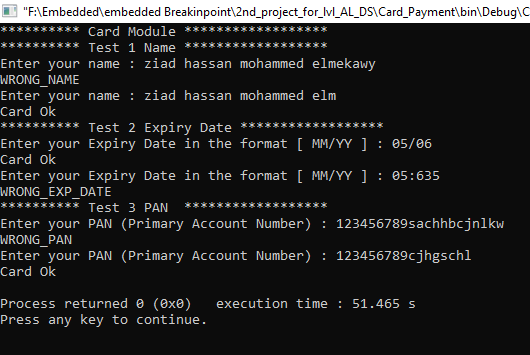 "F:\Embedded\embedded Breakinpoint\2nd_project_for_lvl_AL_DS\Card_Payment\bin\Debug\C
********** Card Module ******************
********** Test 1 Name ******************
Enter your name : ziad hassan mohammed elmekawy
WRONG_NAME
Enter your name : ziad hassan mohammed elm
Card Ok
********** Test 2 Expiry Date ******************
Enter your Expiry Date in the format [ MM/YY ] : 05/06
Card Ok
Enter your Expiry Date in the format [ MM/YY ] : 05:635
WRONG_EXP_DATE
********** Test 3 PAN  ******************
Enter your PAN (Primary Account Number) : 123456789sachhbcjnlkw
WRONG_PAN
Enter your PAN (Primary Account Number) : 123456789cjhgschl
Card Ok
Process returned 0 (0x0)   execution time : 51.465 s
Press any key to continue.